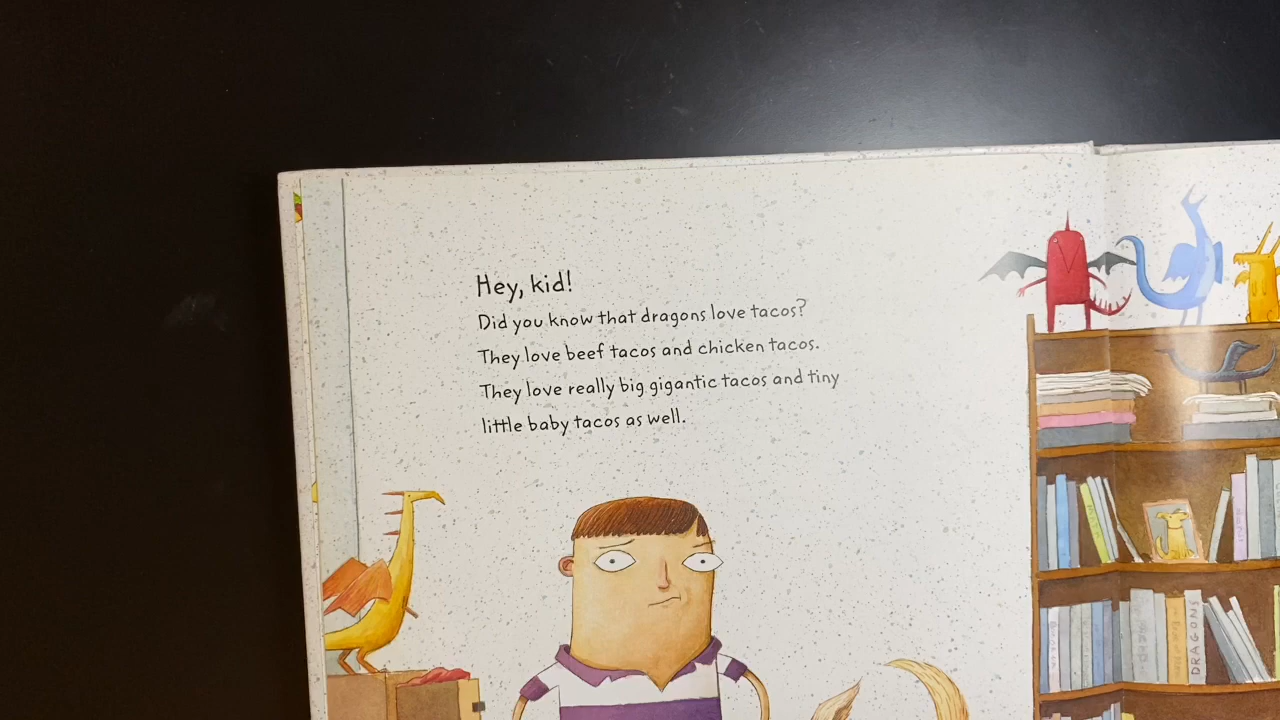 Hey, kid!
Did you know that dragons love tacos?
They love beef tacos and chicken tacos.
They love really big gigantic tacos and tiny
little baby tacos as well.
DRAGONS